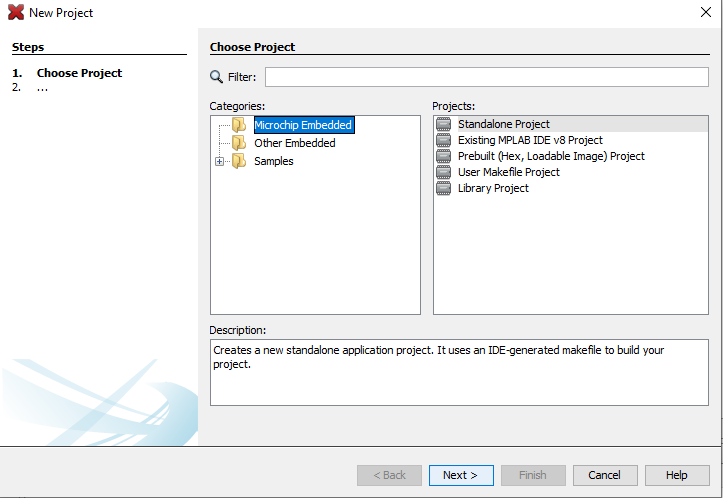 New Project
Steps
1. Choose Project
2. ...
Choose Project
Filter:
Categories:
Microchip Embedded
Other Embedded
Samples
Projects:
Standalone Project
Existing MPLAB IDE v8 Project
Prebuilt (Hex, Loadable Image) Project
User Makefile Project
Library Project
Description:
Creates a new standalone application project. It uses an IDE-generated makefile to build your
project.
< Back
Next >
Finish
Cancel
Help